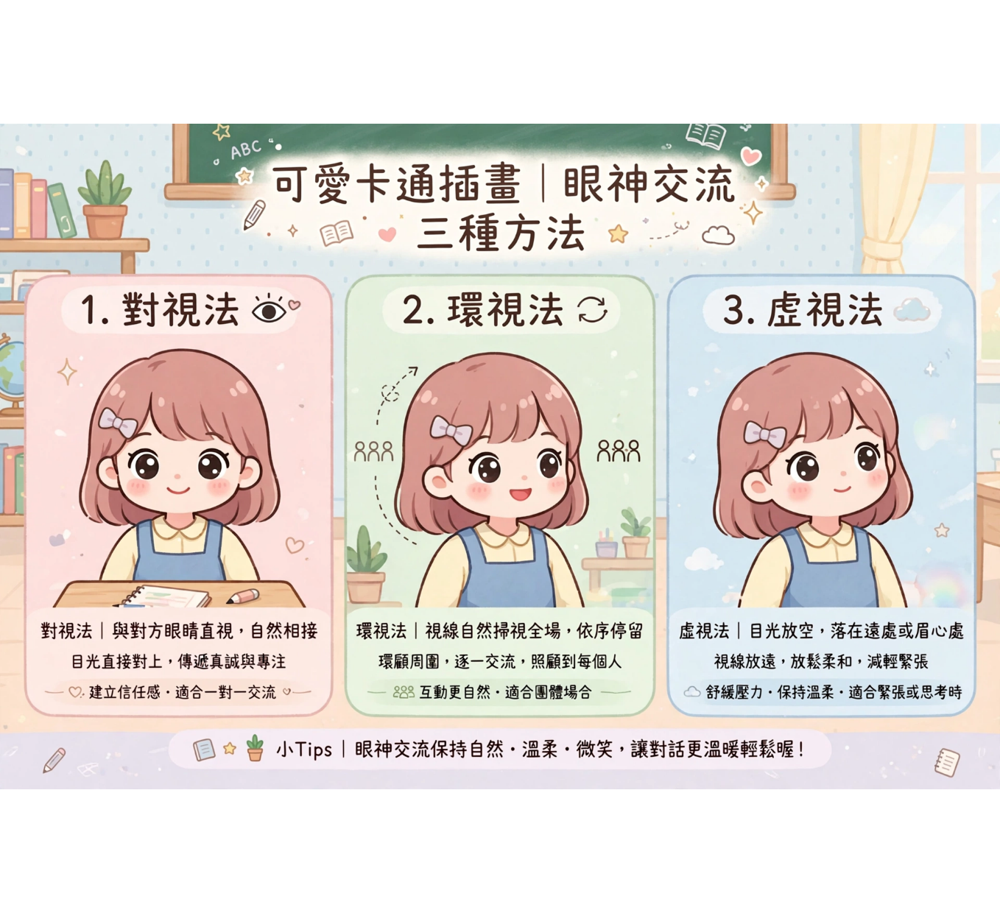 ABC
可愛卡通插畫｜眼神交流
三種方法
1. 對視法
2. 環視法
3. 虛視法
對視法｜與對方眼睛直視，自然相接
目光直接對上，傳遞真誠與專注
建立信任感·適合一對一交流
環視法｜視線自然掃視全場，依序停留
環顧周圍，逐一交流，照顧到每個人
互動更自然·適合團體場合
虛視法｜目光放空，落在遠處或眉心處
視線放遠，放鬆柔和，減輕緊張
舒緩壓力·保持溫柔·適合緊張或思考時
小Tips｜眼神交流保持自然·溫柔·微笑，讓對話更溫暖輕鬆喔！